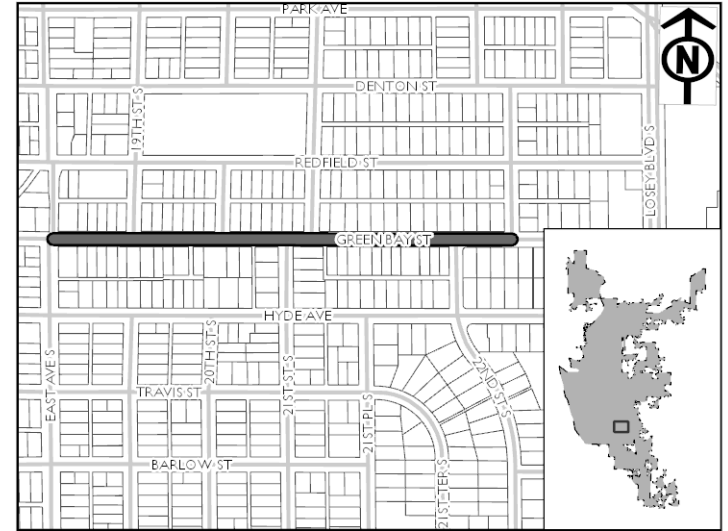 PARK AVE
N
DENTON ST
19TH ST S
REDFIELD ST
LOSEY BLVD S
GREEN BAY ST
HYDE AVE
EAST AVE S
20TH ST S
21ST ST S
22ND ST S
TRAVIS ST
21ST PL S
BARLOW ST
21ST TER S